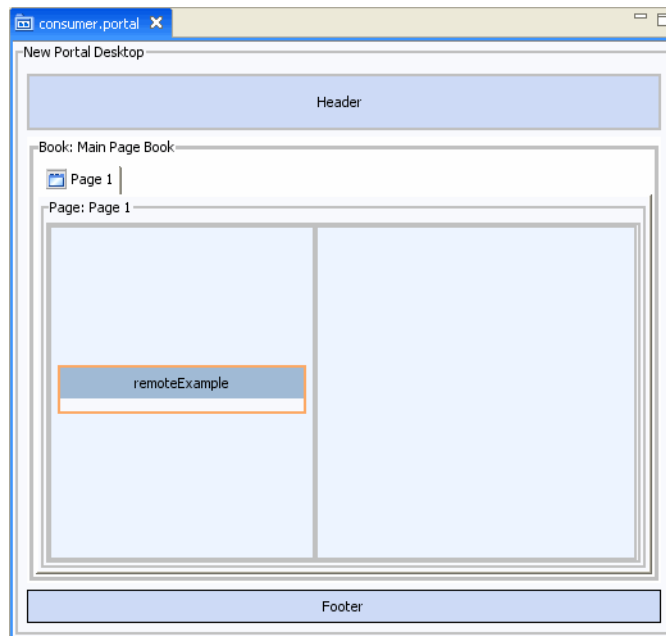 consumer.portal
New Portal Desktop
Header
Book: Main Page Book
Page 1
Page: Page 1
remoteExample
Footer